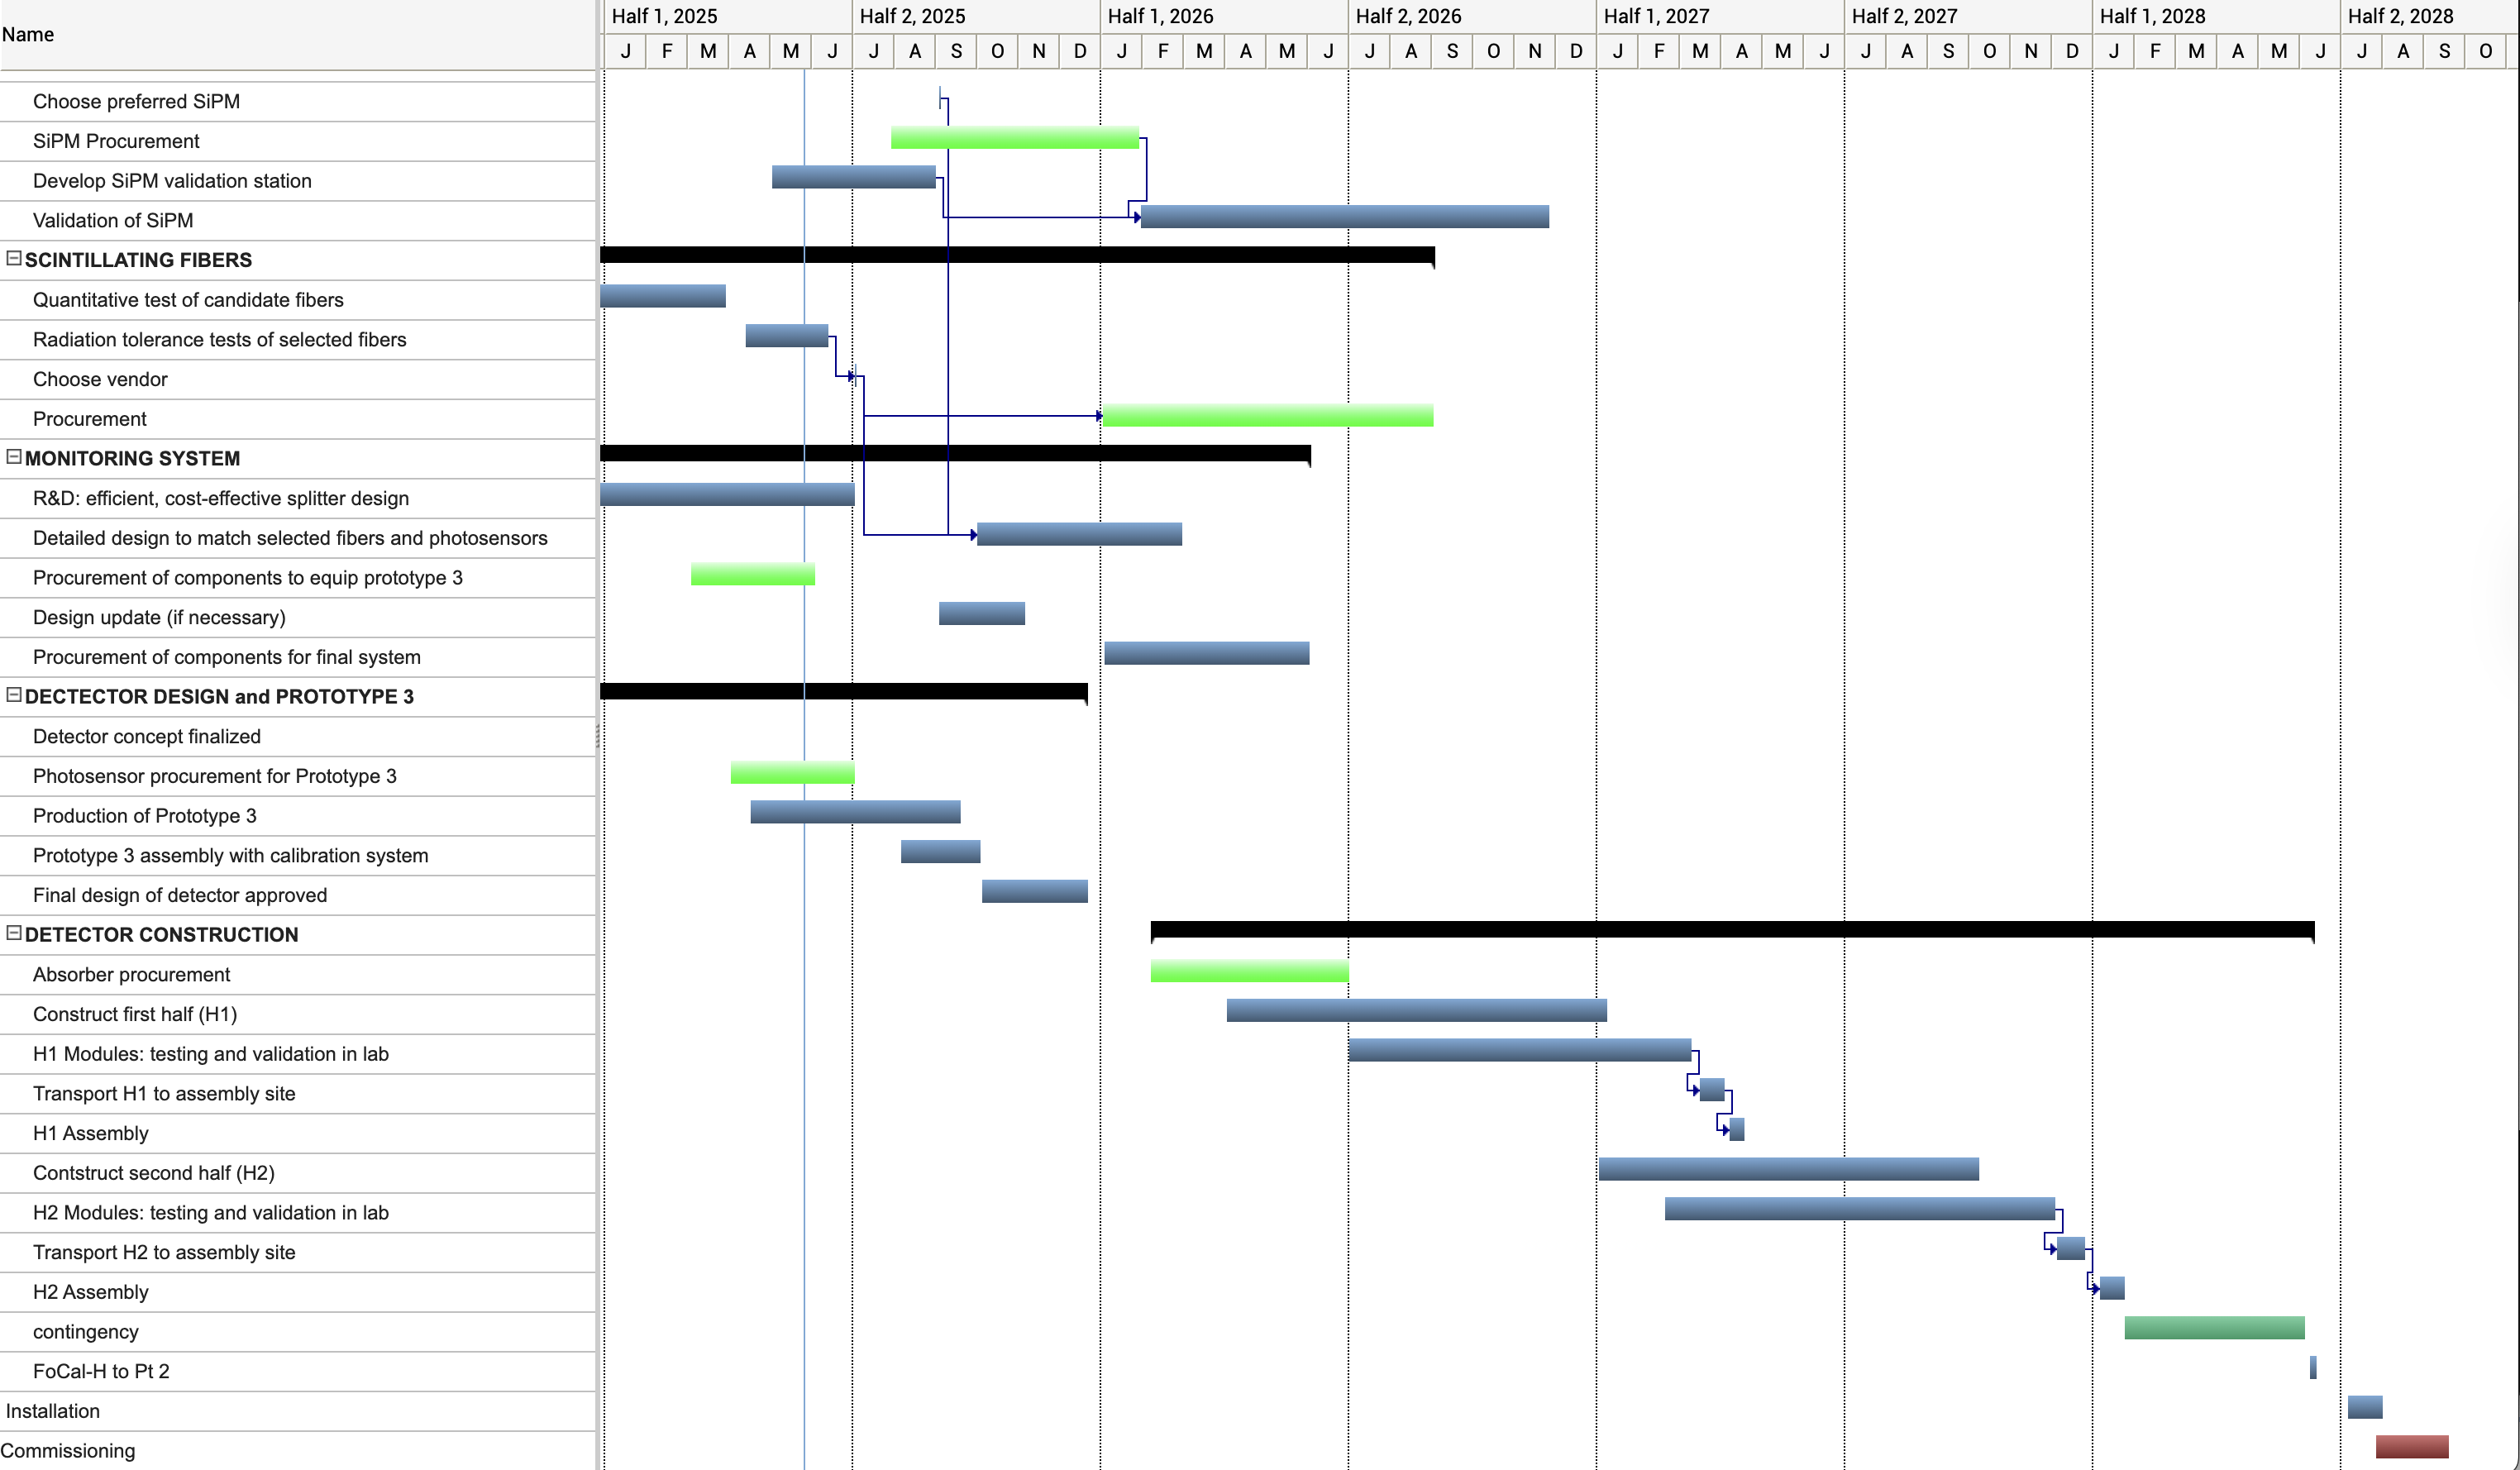 Name
Half 1, 2025 Half 2, 2025 Half 1, 2026 Half 2, 2026 Half 1, 2027 Half 2, 2027 Half 1, 2028 Half 2, 2028
J F M A M J J A S O N D J F M A M J J A S O N D J F M A M J J A S O N D J F M A M J J A S O
Choose preferred SiPM
SiPM Procurement
Develop SiPM validation station
Validation of SiPM
SCINTILLATING FIBERS
Quantitative test of candidate fibers
Radiation tolerance tests of selected fibers
Choose vendor
Procurement
MONITORING SYSTEM
R&D: efficient, cost-effective splitter design
Detailed design to match selected fibers and photosensors
Procurement of components to equip prototype 3
Design update (if necessary)
Procurement of components for final system
DECTECTOR DESIGN and PROTOTYPE 3
Detector concept finalized
Photosensor procurement for Prototype 3
Production of Prototype 3
Prototype 3 assembly with calibration system
Final design of detector approved
DETECTOR CONSTRUCTION
Absorber procurement
Construct first half (H1)
H1 Modules: testing and validation in lab
Transport H1 to assembly site
H1 Assembly
Contstruct second half (H2)
H2 Modules: testing and validation in lab
Transport H2 to assembly site
H2 Assembly
contingency
FoCal-H to Pt 2
Installation
Commissioning